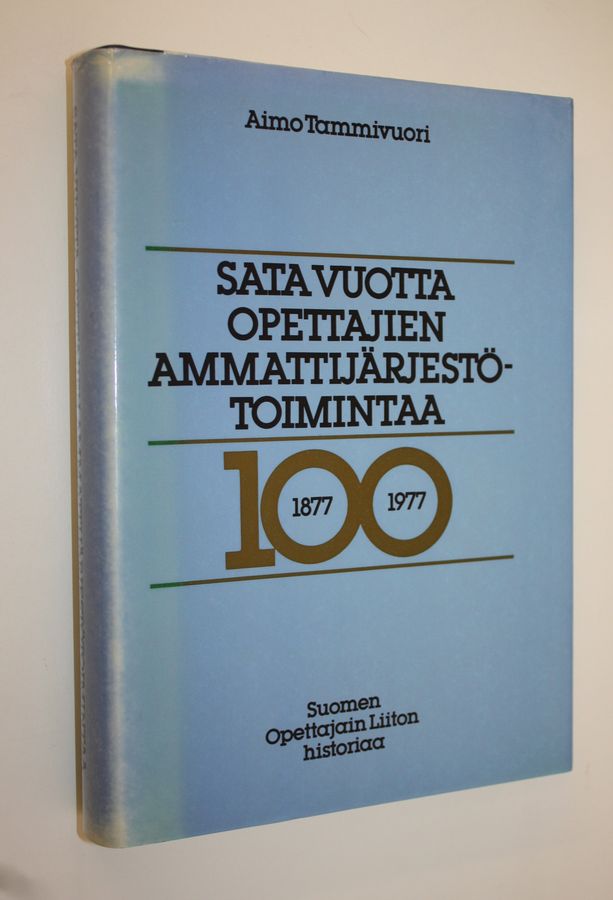 Aimo Tammivuori
SATA VUOTTA
OPETTAJIEN
AMMATTIJÄRJESTÖ-
TOIMINTAA
100
1877 1977
Suomen
Opettajain Liiton
historiaa